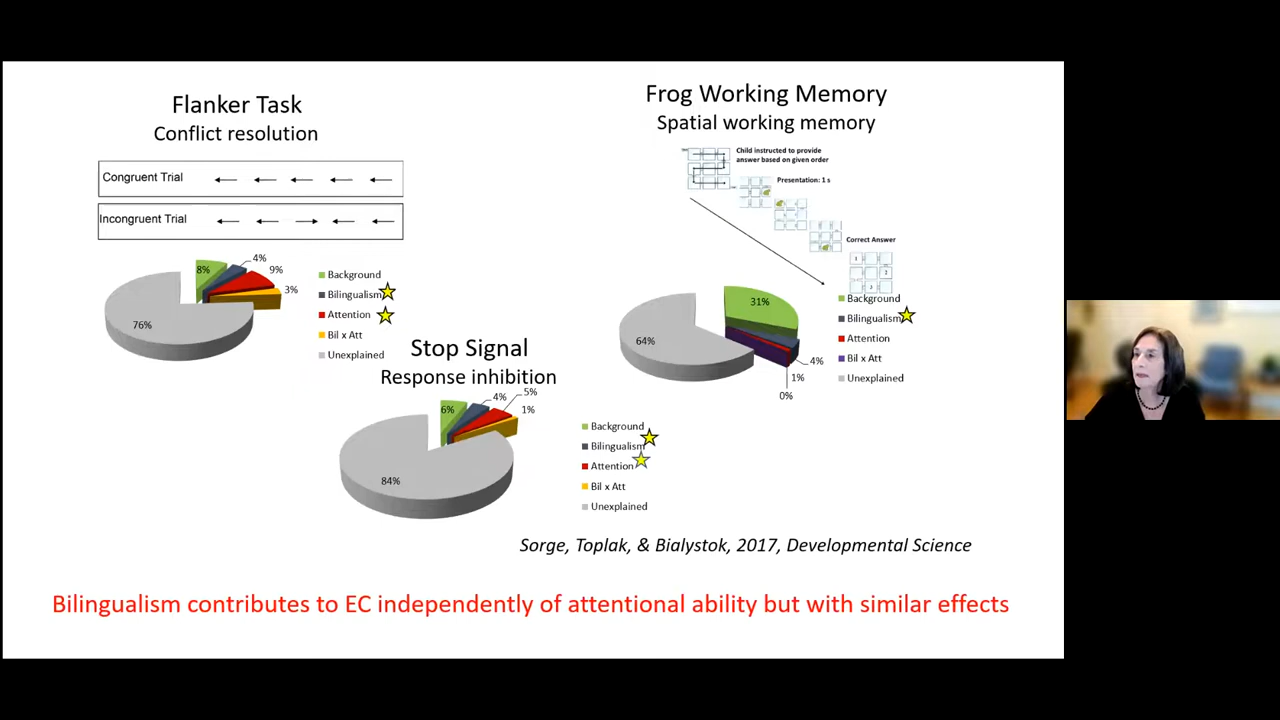 Flanker Task
Conflict resolution
Congruent Trial
Incongruent Trial
8%
4%
9%
3%
76%
Background
Bilingualism
Attention
Bil x Att
Unexplained
Frog Working Memory
Spatial working memory
Child instructed to provide
answer based on given order
Presentation: 1 s
Correct Answer
1
2
3
31%
64%
4%
1%
0%
Background
Bilingualism
Attention
Bil x Att
Unexplained
Stop Signal
Response inhibition
6%
4%
5%
1%
84%
Background
Bilingualism
Attention
Bil x Att
Unexplained
Sorge, Toplak, & Bialystok, 2017, Developmental Science
Bilingualism contributes to EC independently of attentional ability but with similar effects